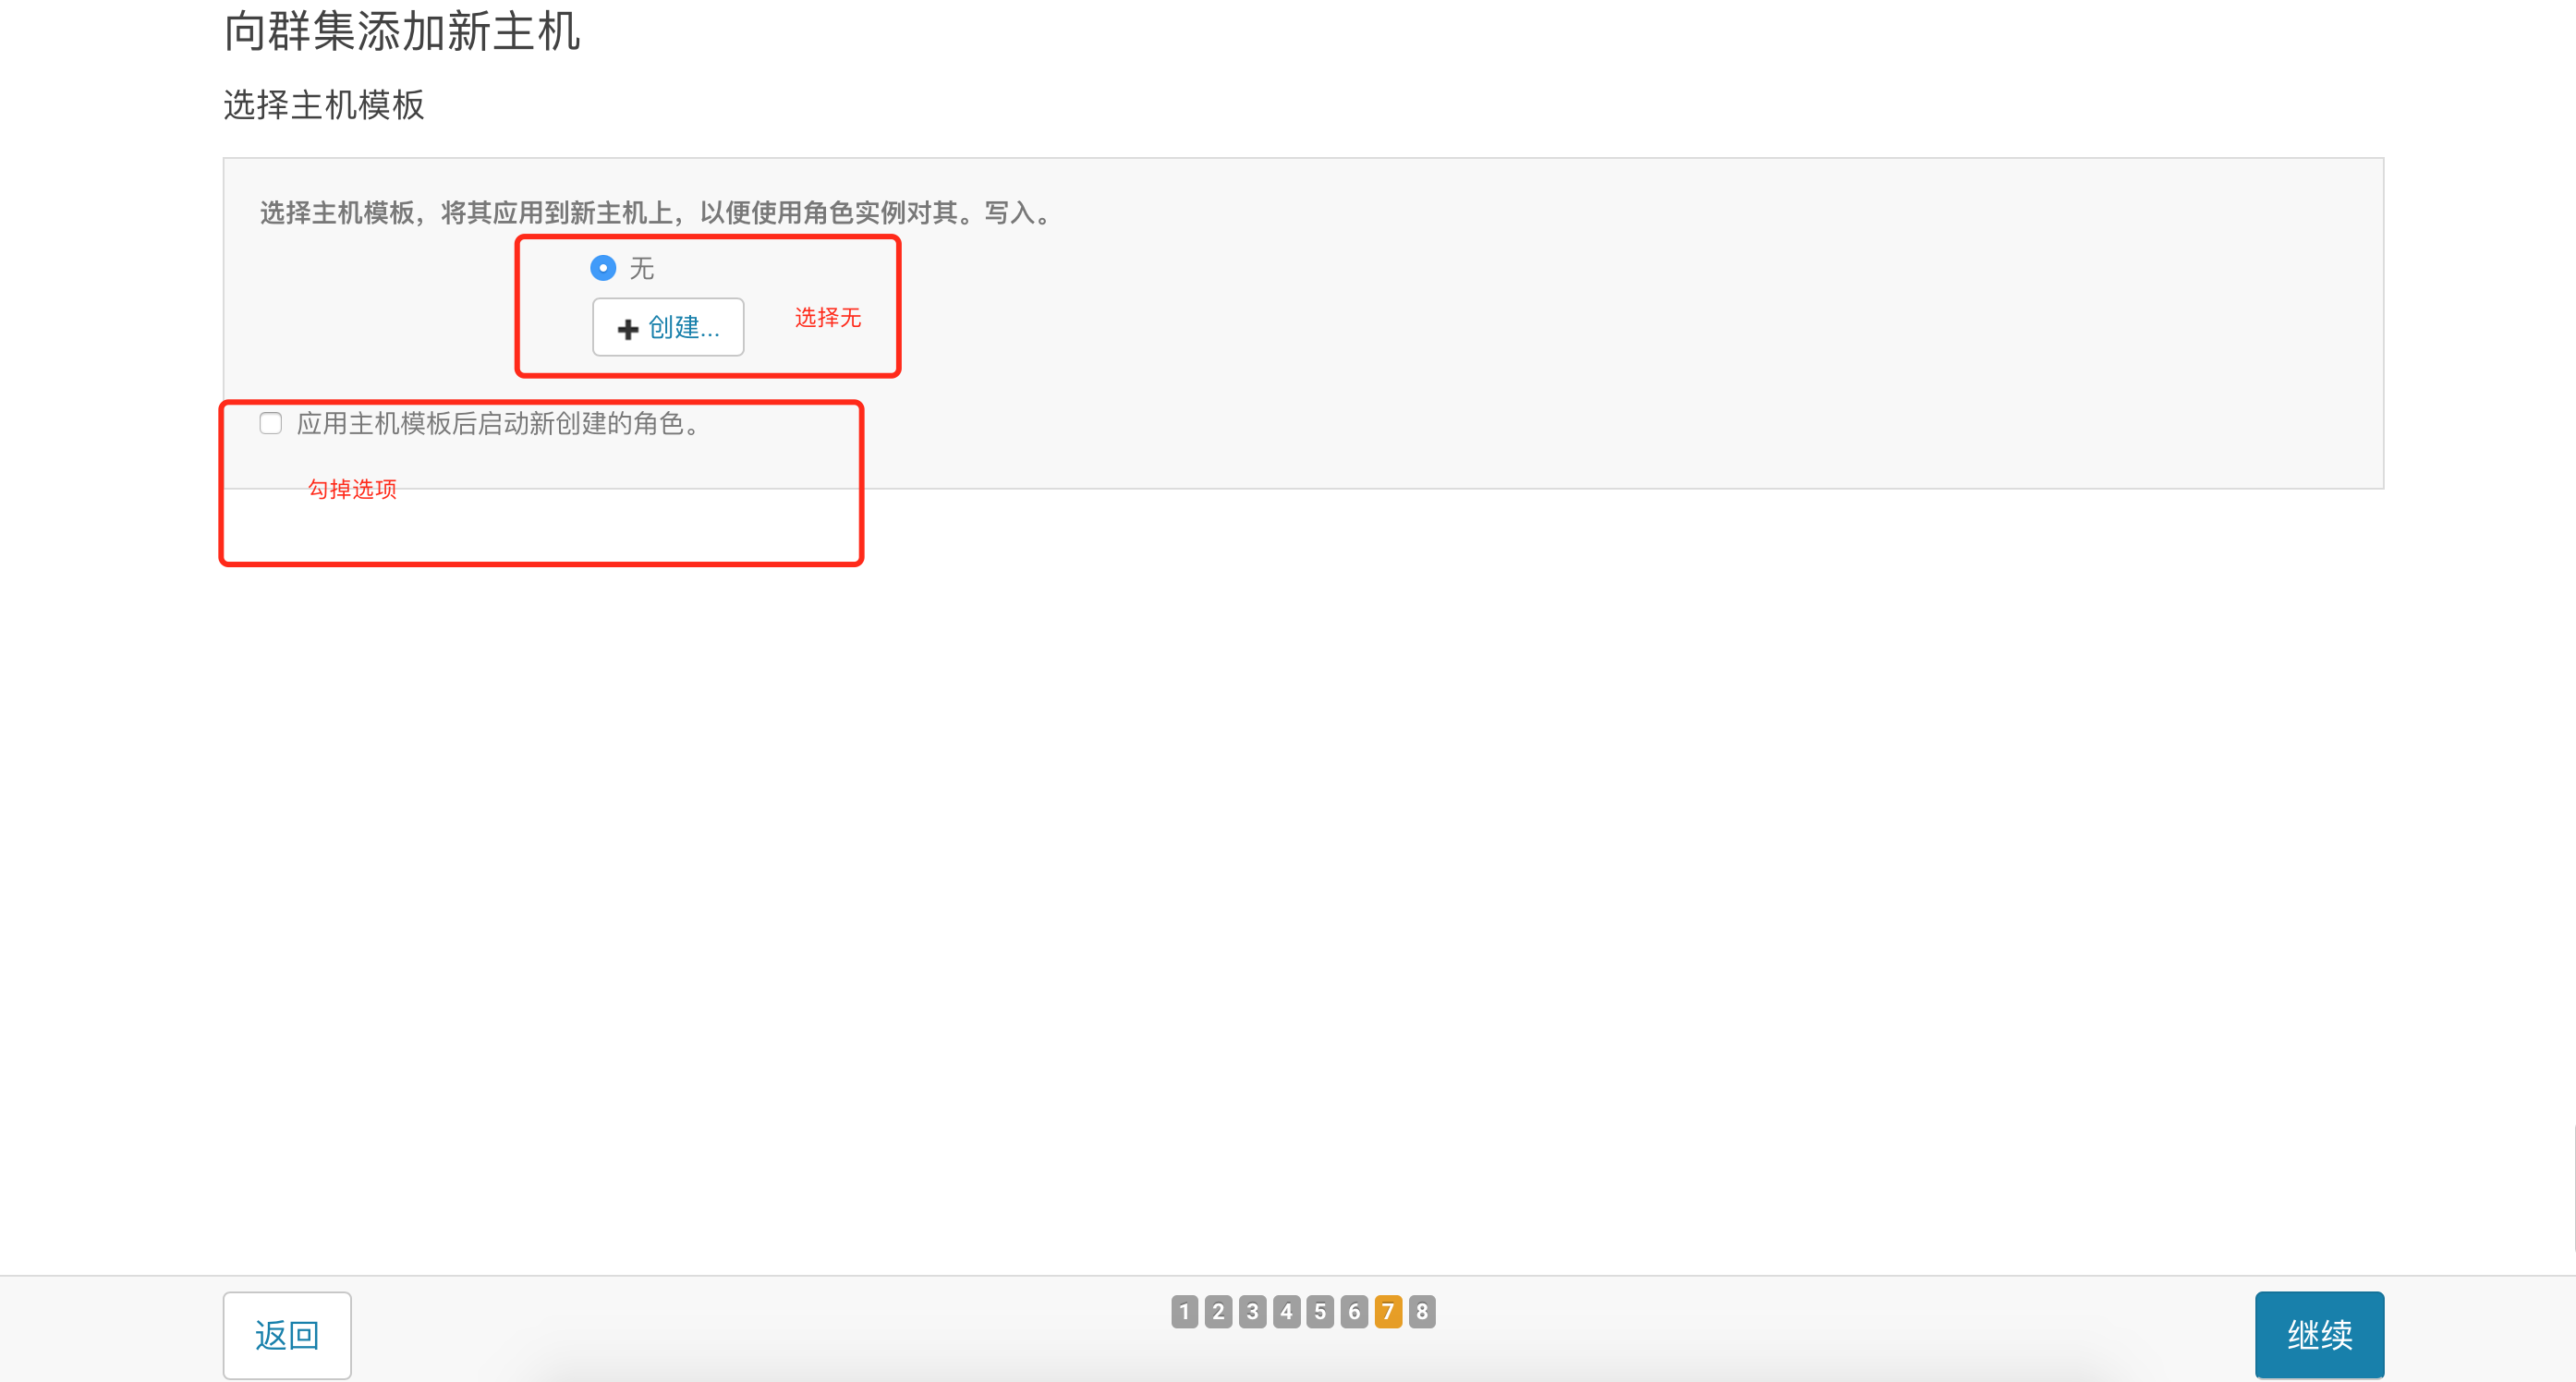 向群集添加新主机
选择主机模板
选择主机模板，将其应用到新主机上，以便使用角色实例对其。写入。
无
创建...
选择无
应用主机模板后启动新创建的角色。
勾掉选项
返回
1 2 3 4 5 6 7 8
继续